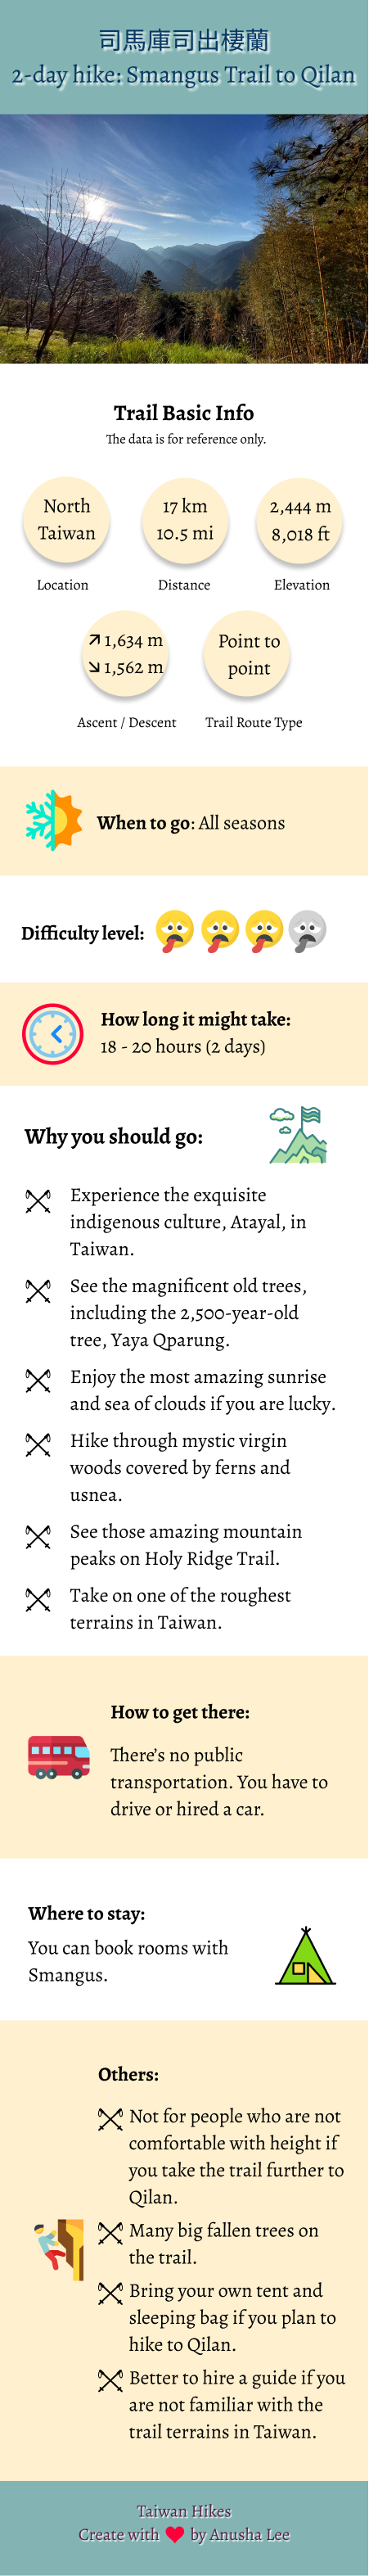 司馬庫司出棲蘭
2-day hike: Smangus Trail to Qilan
Trail Basic Info
The data is for reference only.
North
Taiwan
Location
17 km
10.5 mi
Distance
2,444 m
8,018 ft
Elevation
↗ 1,634 m
↘ 1,562 m
Ascent / Descent
Point to
point
Trail Route Type
When to go: All seasons
Difficulty level:
How long it might take:
18 - 20 hours (2 days)
Why you should go:
Experience the exquisite
indigenous culture, Atayal, in
Taiwan.
See the magnificent old trees,
including the 2,500-year-old
tree, Yaya Qparung.
Enjoy the most amazing sunrise
and sea of clouds if you are lucky.
Hike through mystic virgin
woods covered by ferns and
usnea.
See those amazing mountain
peaks on Holy Ridge Trail.
Take on one of the roughest
terrains in Taiwan.
How to get there:
There's no public
transportation. You have to
drive or hired a car.
Where to stay:
You can book rooms with
Smangus.
Others:
Not for people who are not
comfortable with height if
you take the trail further to
Qilan.
Many big fallen trees on
the trail.
Bring your own tent and
sleeping bag if you plan to
hike to Qilan.
Better to hire a guide if you
are not familiar with the
trail terrains in Taiwan.
Taiwan Hikes
Create with ❤ by Anusha Lee